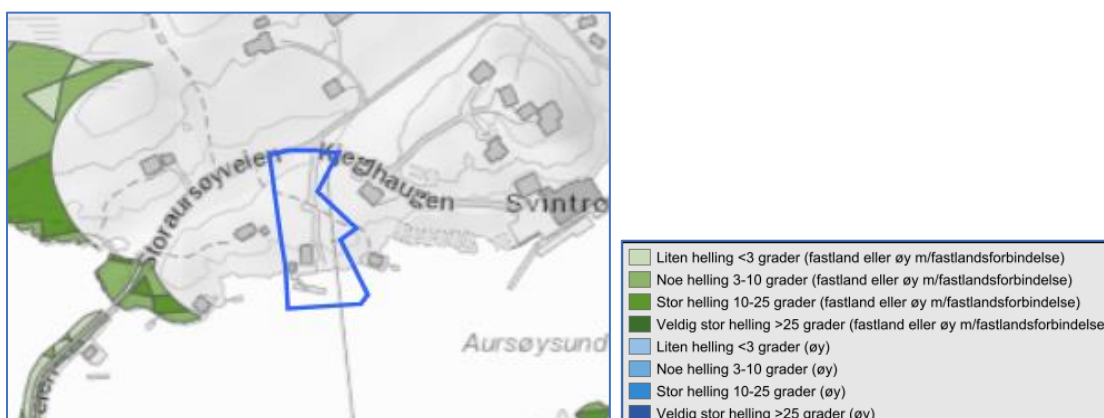 Storaursøyveien
Kjerrhaugen
Svintro
Aursøysund
eien
Liten helling <3 grader (fastland eller øy m/fastlandsforbindelse)
Noe helling 3-10 grader (fastland eller øy m/fastlandsforbindelse)
Stor helling 10-25 grader (fastland eller øy m/fastlandsforbindelse)
Veldig stor helling >25 grader (fastland eller øy m/fastlandsforbindelse
Liten helling <3 grader (øy)
Noe helling 3-10 grader (øy)
Stor helling 10-25 grader (øy)
Veldig stor helling >25 grader (øy)